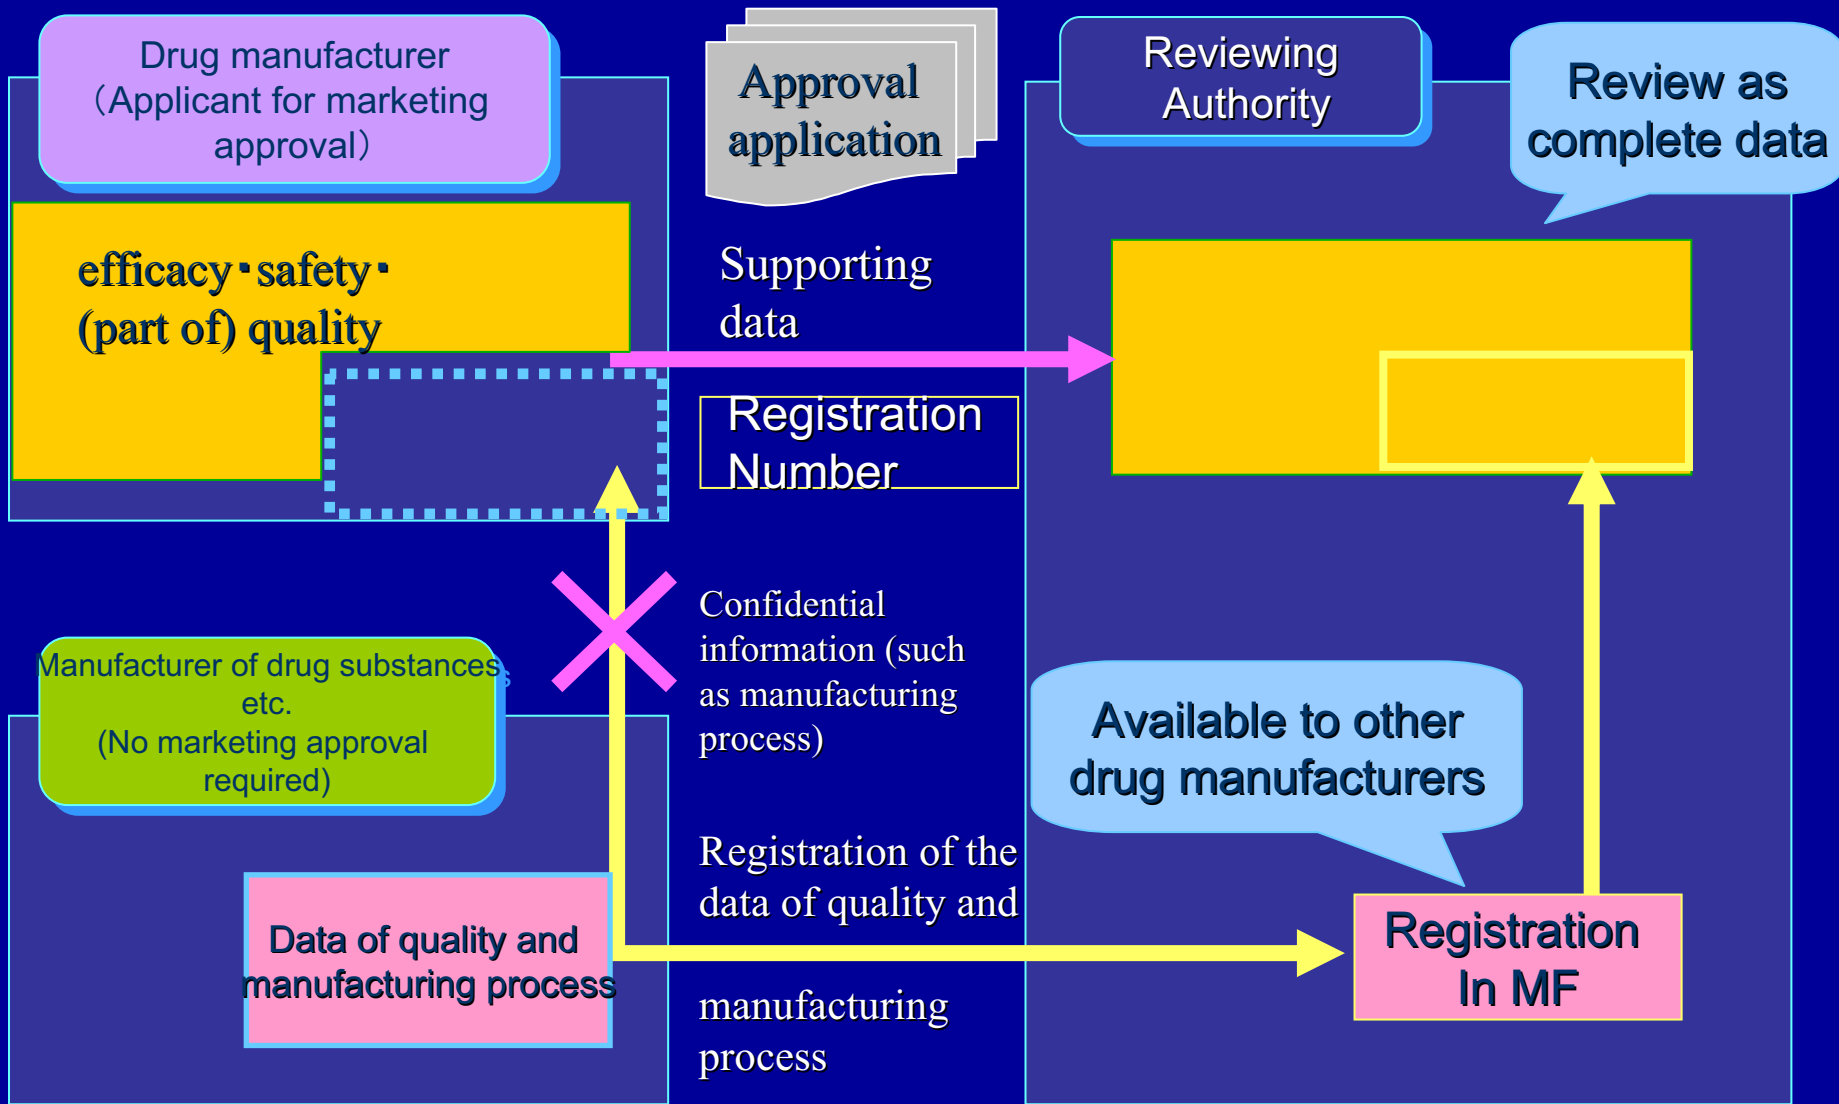 Drug manufacturer
（Applicant for marketing
approval）
Approval
application
Reviewing
Authority
Review as
complete data
efficacy･safety･
(part of) quality
Supporting
data
Registration
Number
Confidential
information (such
as manufacturing
process)
Manufacturer of drug substances
etc.
(No marketing approval
required)
Available to other
drug manufacturers
Registration of the
data of quality and
manufacturing
process
Data of quality and
manufacturing process
Registration
In MF